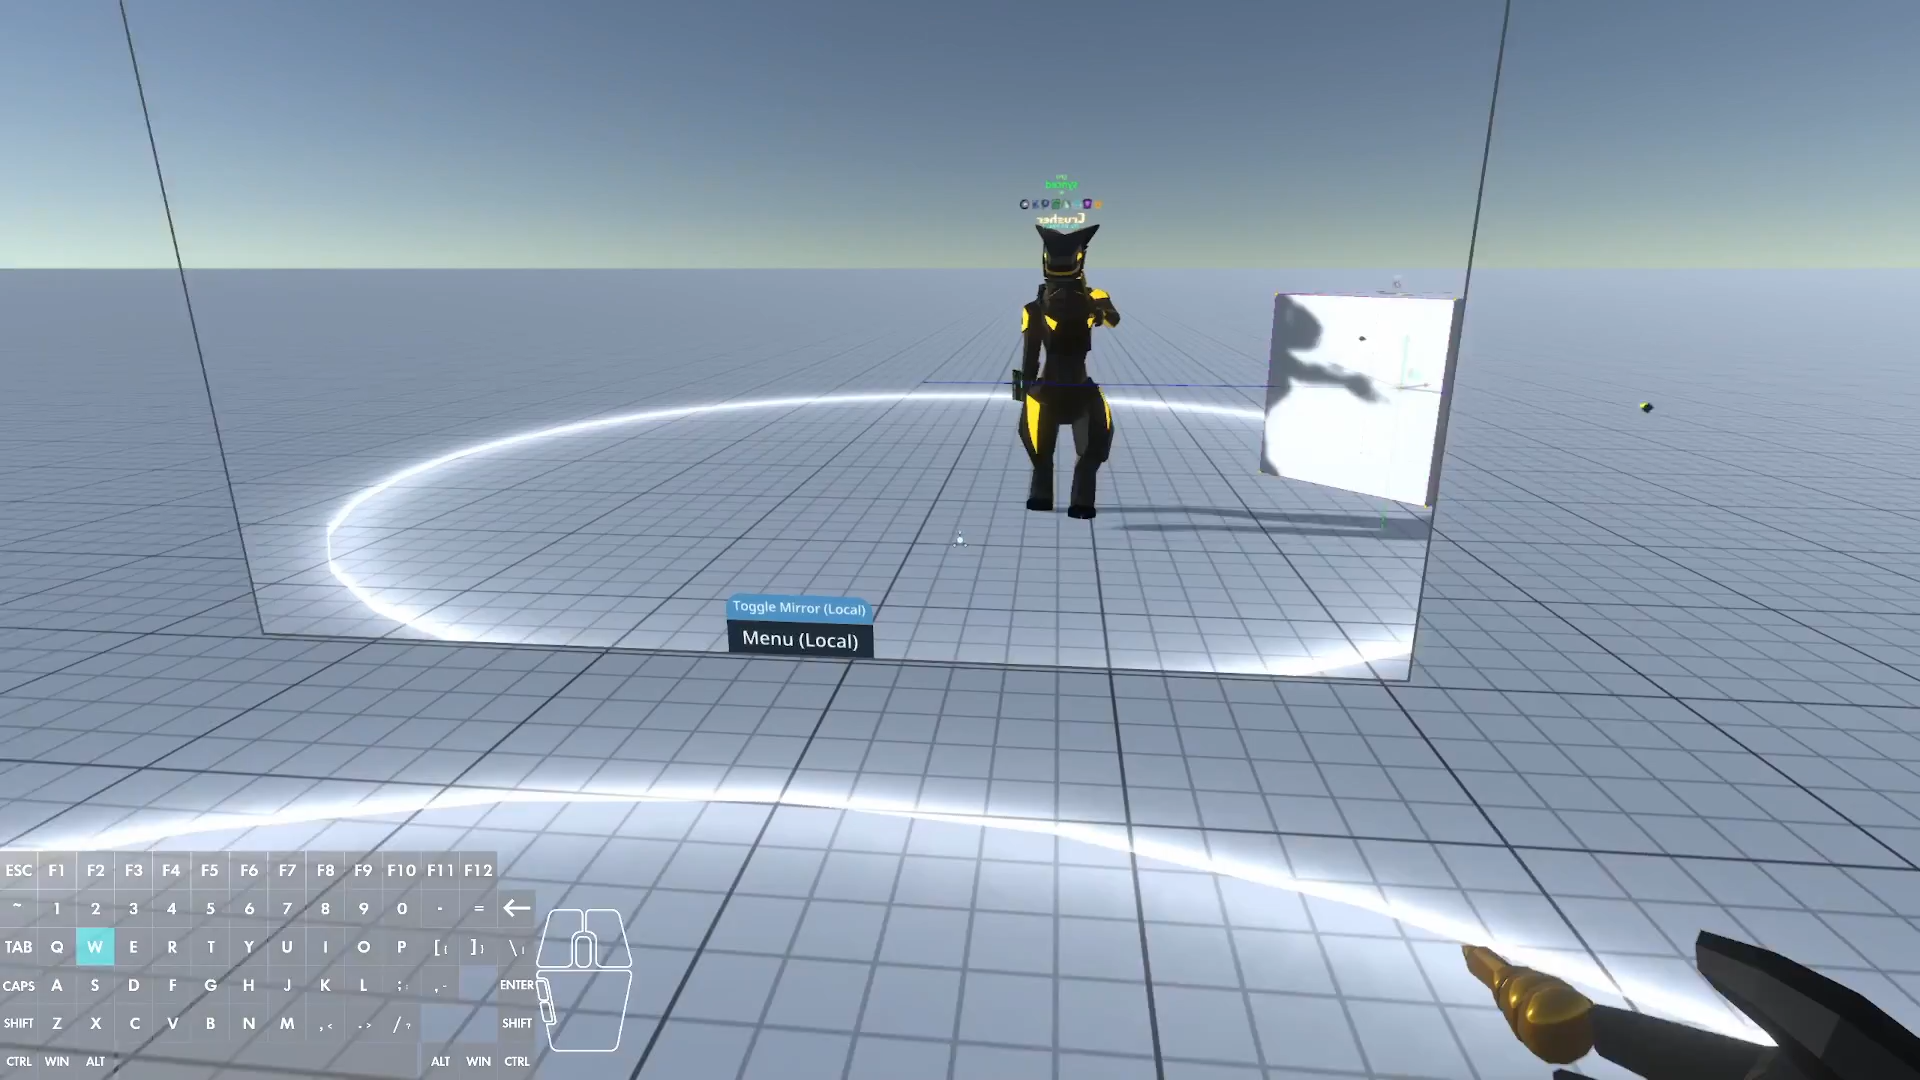 synced
Crusher
Toggle Mirror (Local)
Menu (Local)
ESC F1 F2 F3 F4 F5 F6 F7 F8 F9 F10 F11 F12
~ 1 2 3 4 5 6 7 8 9 0 - = ←
TAB Q W E R T Y U I O P [{ ]} \|
CAPS A S D F G H J K L ;: ENTER
SHIFT Z X C V B N M ,< .> /? SHIFT
CTRL WIN ALT ALT WIN CTRL